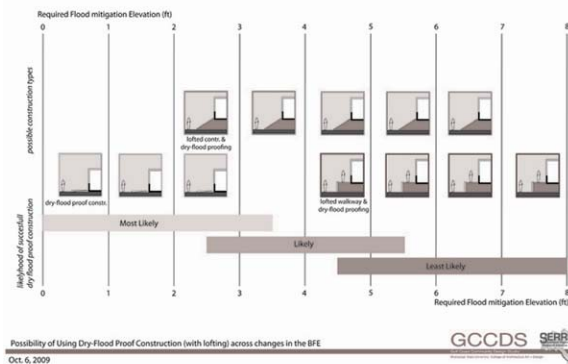 Required Flood mitigation Elevation (ft)
0 1 2 3 4 5 6 7 8
possible construction types
lofted contr. &
dry-flood proofing
dry-flood proof constr.
lofted walkway &
dry-flood proofing
likelyhood of succesfull
dry flood proof construction
Most Likely
Likely
Least Likely
0 1 2 3 4 5 6 7 8
Required Flood mitigation Elevation (ft)
Possibility of Using Dry-Flood Proof Construction (with lofting) across changes in the BFE
GCCDS SERRI
Oct. 6, 2009